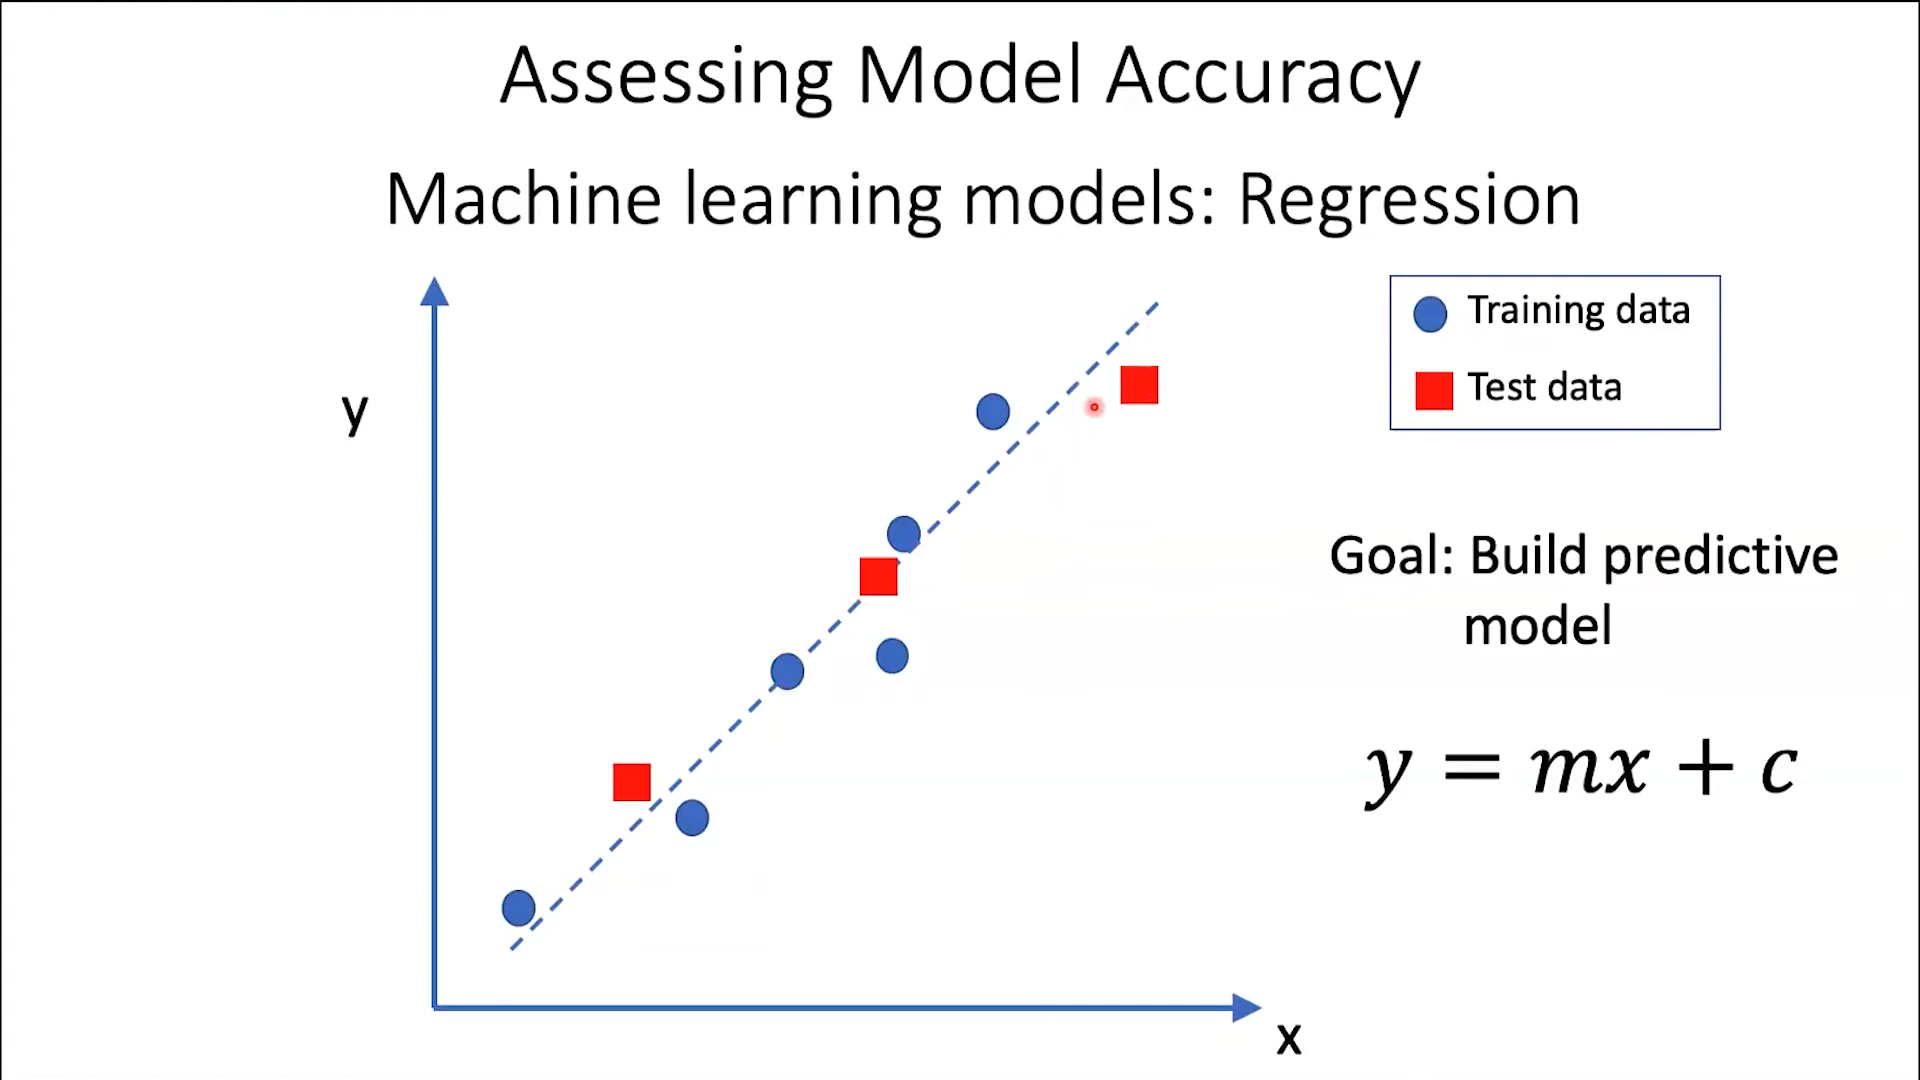 Assessing Model Accuracy
Machine learning models: Regression
y
Training data
Test data
Goal: Build predictive
model
y = mx + c
x